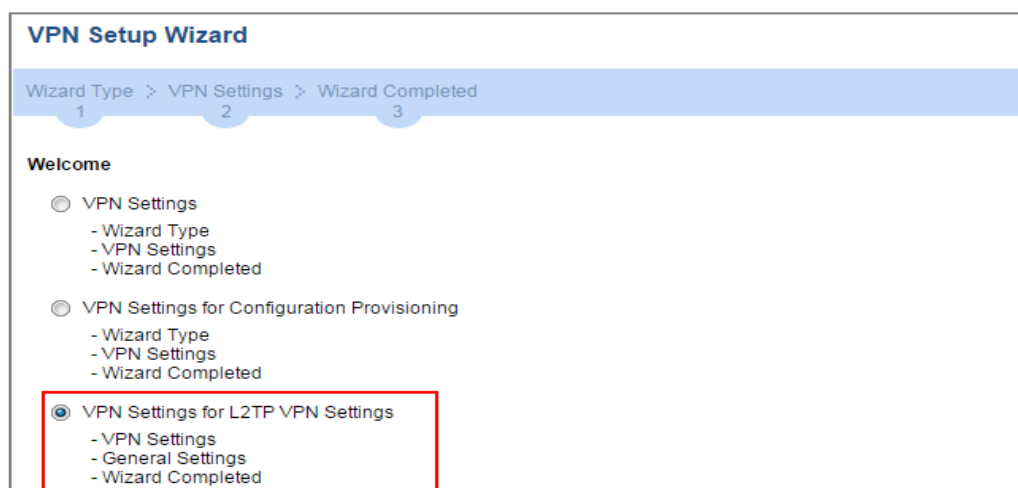 VPN Setup Wizard
Wizard Type > VPN Settings > Wizard Completed
1 2 3
Welcome
VPN Settings
- Wizard Type
- VPN Settings
- Wizard Completed
VPN Settings for Configuration Provisioning
- Wizard Type
- VPN Settings
- Wizard Completed
VPN Settings for L2TP VPN Settings
- VPN Settings
- General Settings
- Wizard Completed